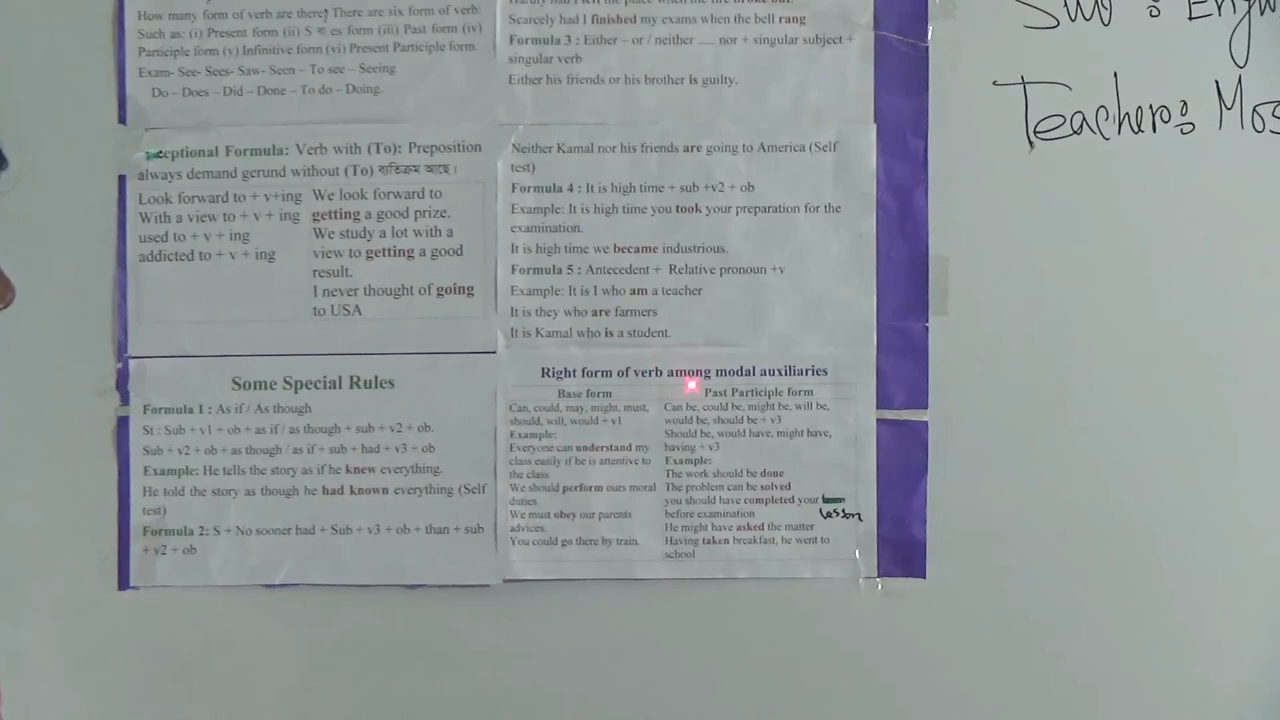 How many form of verb are there? There are six form of verb:
Such as: (i) Present form (ii) S বা es form (iii) Past form (iv)
Participle form (v) Infinitive form (vi) Present Participle form.
Exam- See- Sees- Saw- Seen – To see – Seeing
Do – Does – Did – Done – To do – Doing.
eptional Formula: Verb with (To): Preposition
always demand gerund without (To) ব্যতিক্রম আছে।
Look forward to + v+ing
With a view to + v + ing
used to + v + ing
addicted to + v + ing
We look forward to
getting a good prize.
We study a lot with a
view to getting a good
result.
I never thought of going
to USA
Some Special Rules
Formula 1 : As if / As though
St : Sub + v1 + ob + as if / as though + sub + v2 + ob.
Sub + v2 + ob + as though / as if + sub + had + v3 + ob
Example: He tells the story as if he knew everything.
He told the story as though he had known everything (Self
test)
Formula 2: S + No sooner had + Sub + v3 + ob + than + sub
+ v2 + ob
Scarcely had I finished my exams when the bell rang
Formula 3 : Either – or / neither ..... nor + singular subject +
singular verb
Either his friends or his brother is guilty.
Neither Kamal nor his friends are going to America (Self
test)
Formula 4 : It is high time + sub +v2 + ob
Example: It is high time you took your preparation for the
examination.
It is high time we became industrious.
Formula 5 : Antecedent + Relative pronoun +v
Example: It is I who am a teacher
It is they who are farmers
It is Kamal who is a student.
Right form of verb among modal auxiliaries
Base form
Can, could, may, might, must,
should, will, would + v1
Example:
Everyone can understand my
class easily if he is attentive to
the class
We should perform ours moral
duties
We must obey our parents
advices.
You could go there by train.
Past Participle form
Can be, could be, might be, will be,
would be, should be + v3
Should be, would have, might have,
having + v3
Example:
The work should be done
The problem can be solved
you should have completed your
lesson
before examination
He might have asked the matter
Having taken breakfast, he went to
school
Sub : Eng
Teacher: Mos